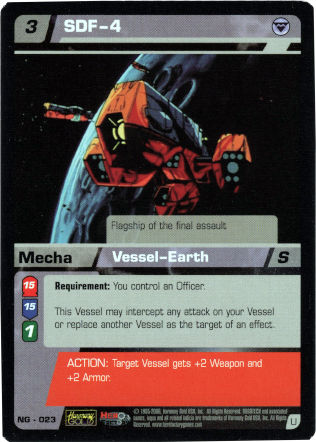 3
SDF-4
Flagship of the final assault
Mecha
Vessel-Earth
S
15
15
1
Requirement: You control an Officer.
This Vessel may intercept any attack on your Vessel
or replace another Vessel as the target of an effect.
ACTION: Target Vessel gets +2 Weapon and
+2 Armor.
NG - 023
Harmony
GOLD
U